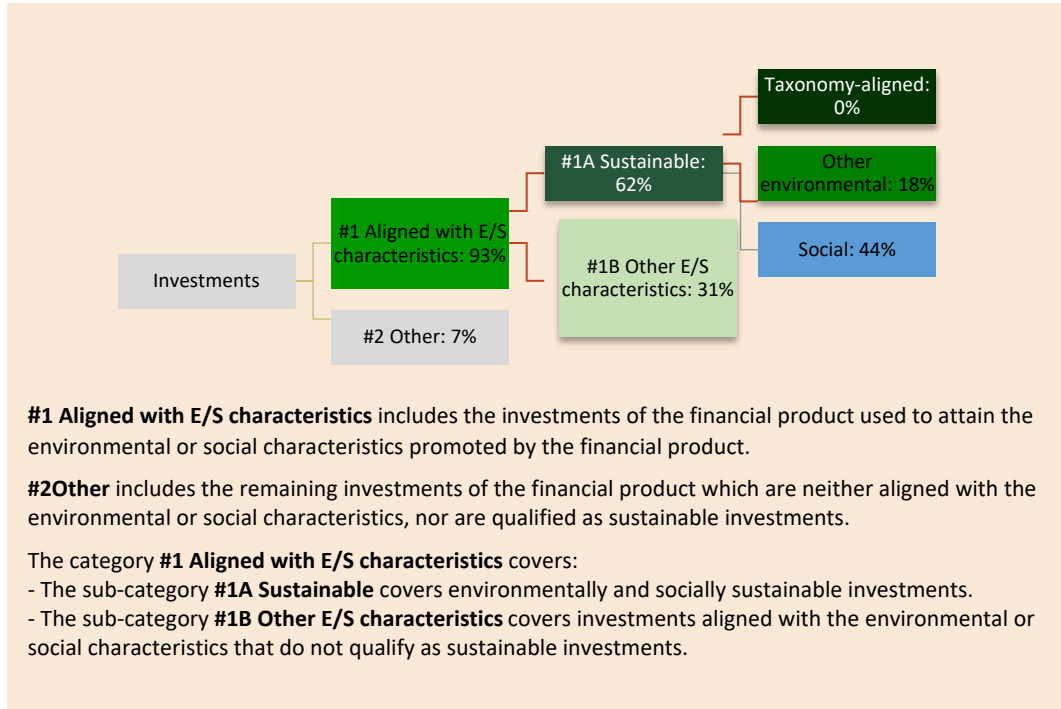 Taxonomy-aligned:
0%
#1A Sustainable:
62%
Other
environmental: 18%
#1 Aligned with E/S
characteristics: 93%
Social: 44%
Investments
#1B Other E/S
characteristics: 31%
#2 Other: 7%
#1 Aligned with E/S characteristics includes the investments of the financial product used to attain the
environmental or social characteristics promoted by the financial product.
#2Other includes the remaining investments of the financial product which are neither aligned with the
environmental or social characteristics, nor are qualified as sustainable investments.
The category #1 Aligned with E/S characteristics covers:
- The sub-category #1A Sustainable covers environmentally and socially sustainable investments.
- The sub-category #1B Other E/S characteristics covers investments aligned with the environmental or
social characteristics that do not qualify as sustainable investments.